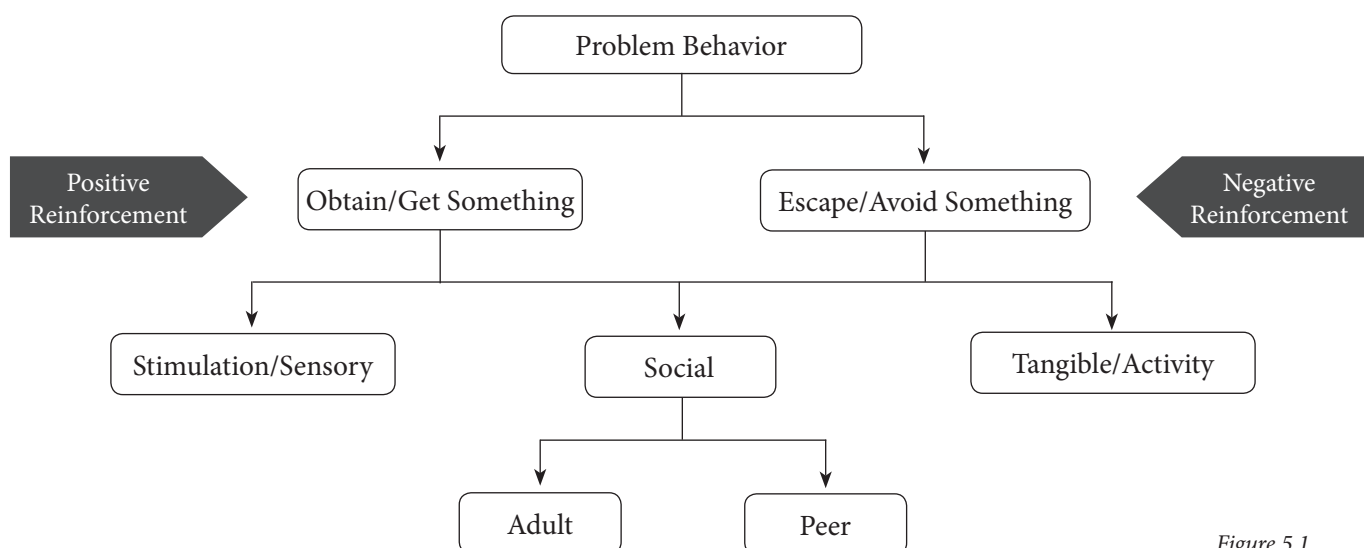 Problem Behavior
Positive
Reinforcement
Obtain/Get Something
Escape/Avoid Something
Negative
Reinforcement
Stimulation/Sensory
Social
Tangible/Activity
Adult
Peer
Figure 5.1